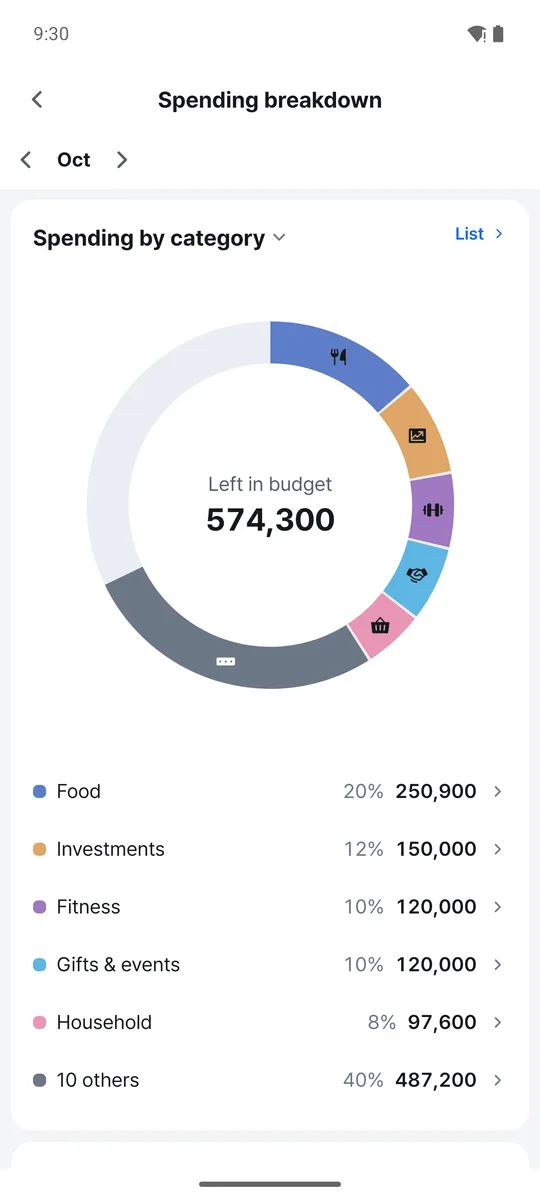 9:30
Spending breakdown
Oct
Spending by category
List
Left in budget
574,300
Food 20% 250,900
Investments 12% 150,000
Fitness 10% 120,000
Gifts & events 10% 120,000
Household 8% 97,600
10 others 40% 487,200